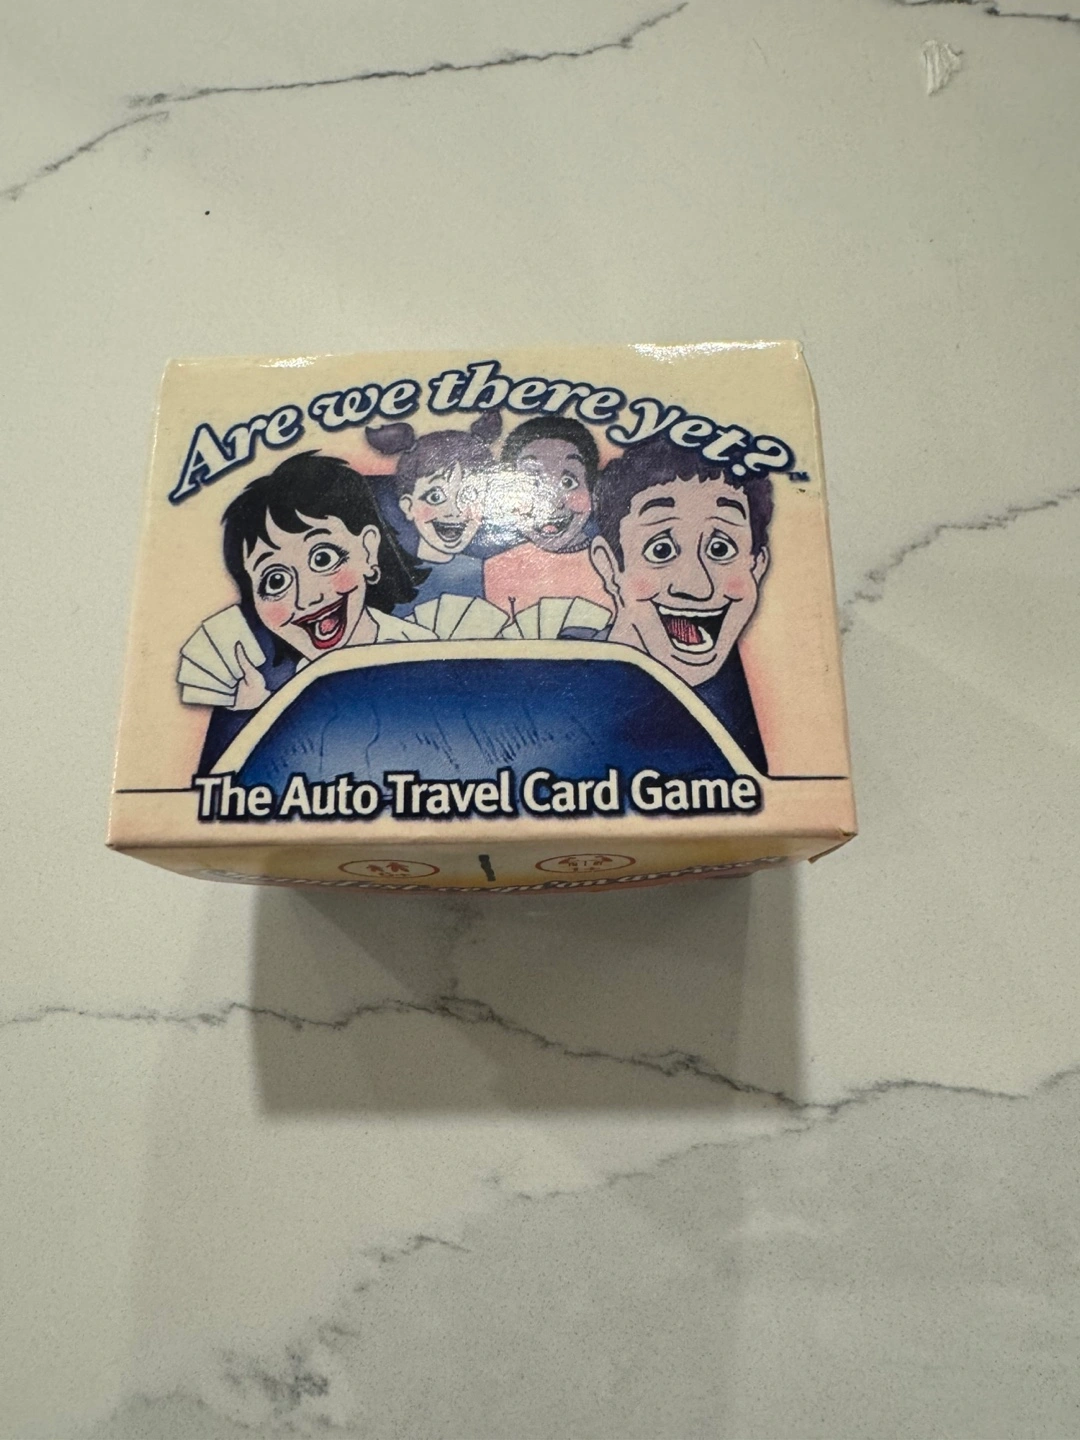 Are we there yet?™
The Auto Travel Card Game